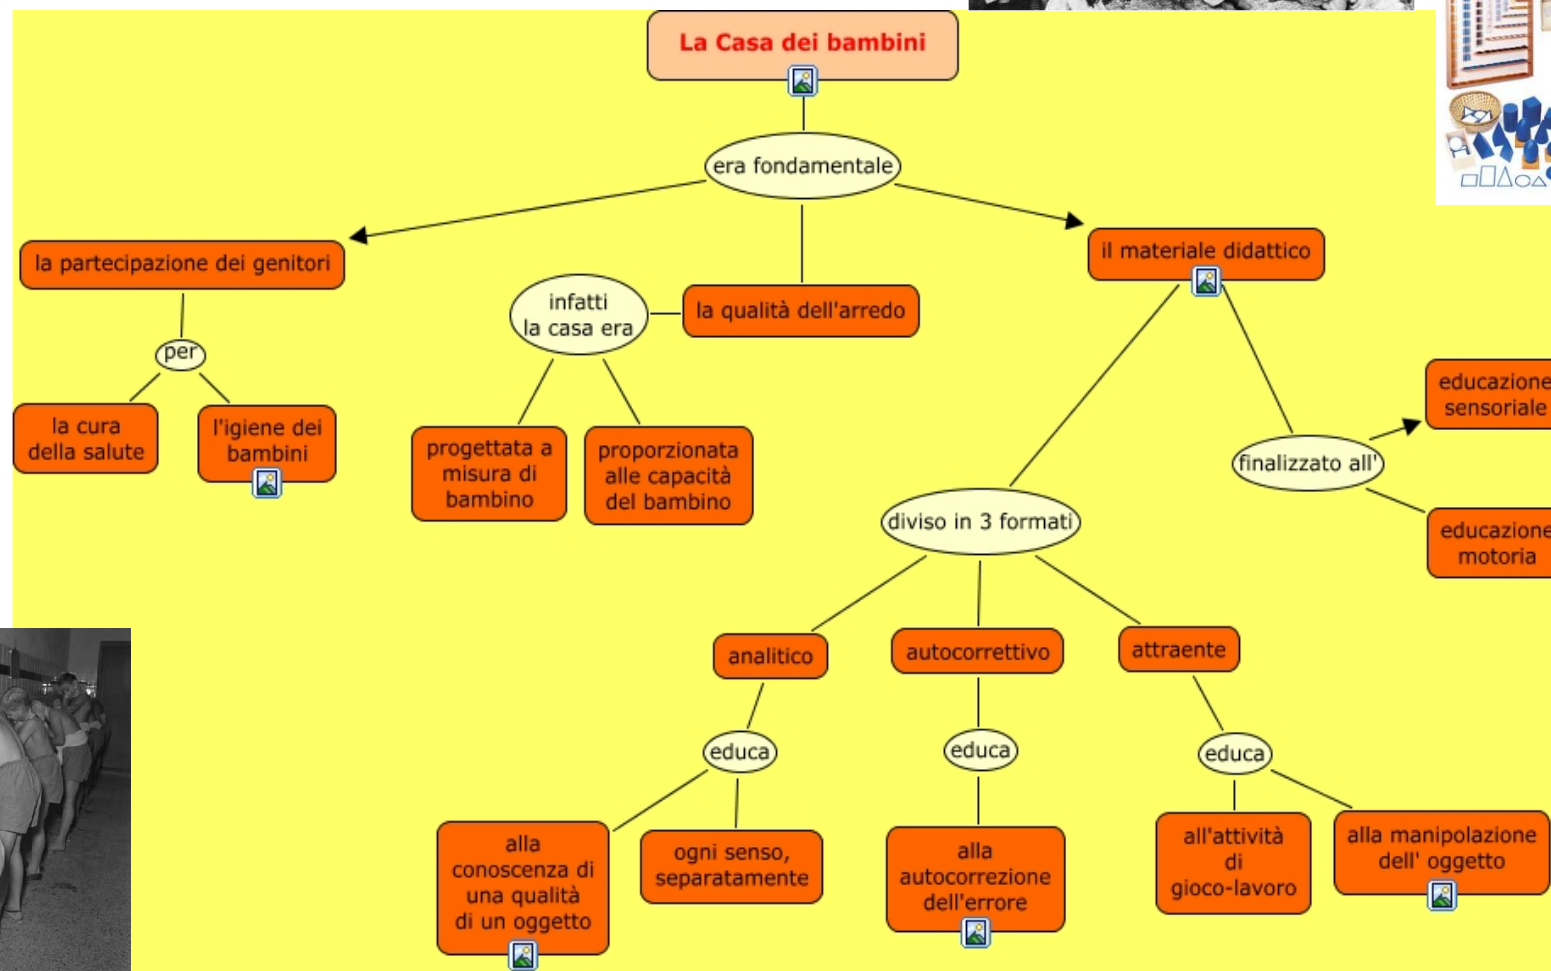 La Casa dei bambini
era fondamentale
la partecipazione dei genitori
il materiale didattico
infatti
la casa era
la qualità dell'arredo
per
la cura
della salute
l'igiene dei
bambini
progettata a
misura di
bambino
proporzionata
alle capacità
del bambino
educazione
sensoriale
finalizzato all'
educazione
motoria
diviso in 3 formati
analitico
autocorrettivo
attraente
educa
educa
educa
alla
conoscenza di
una qualità
di un oggetto
ogni senso,
separatamente
alla
autocorrezione
dell'errore
all'attività
di
gioco-lavoro
alla manipolazione
dell' oggetto